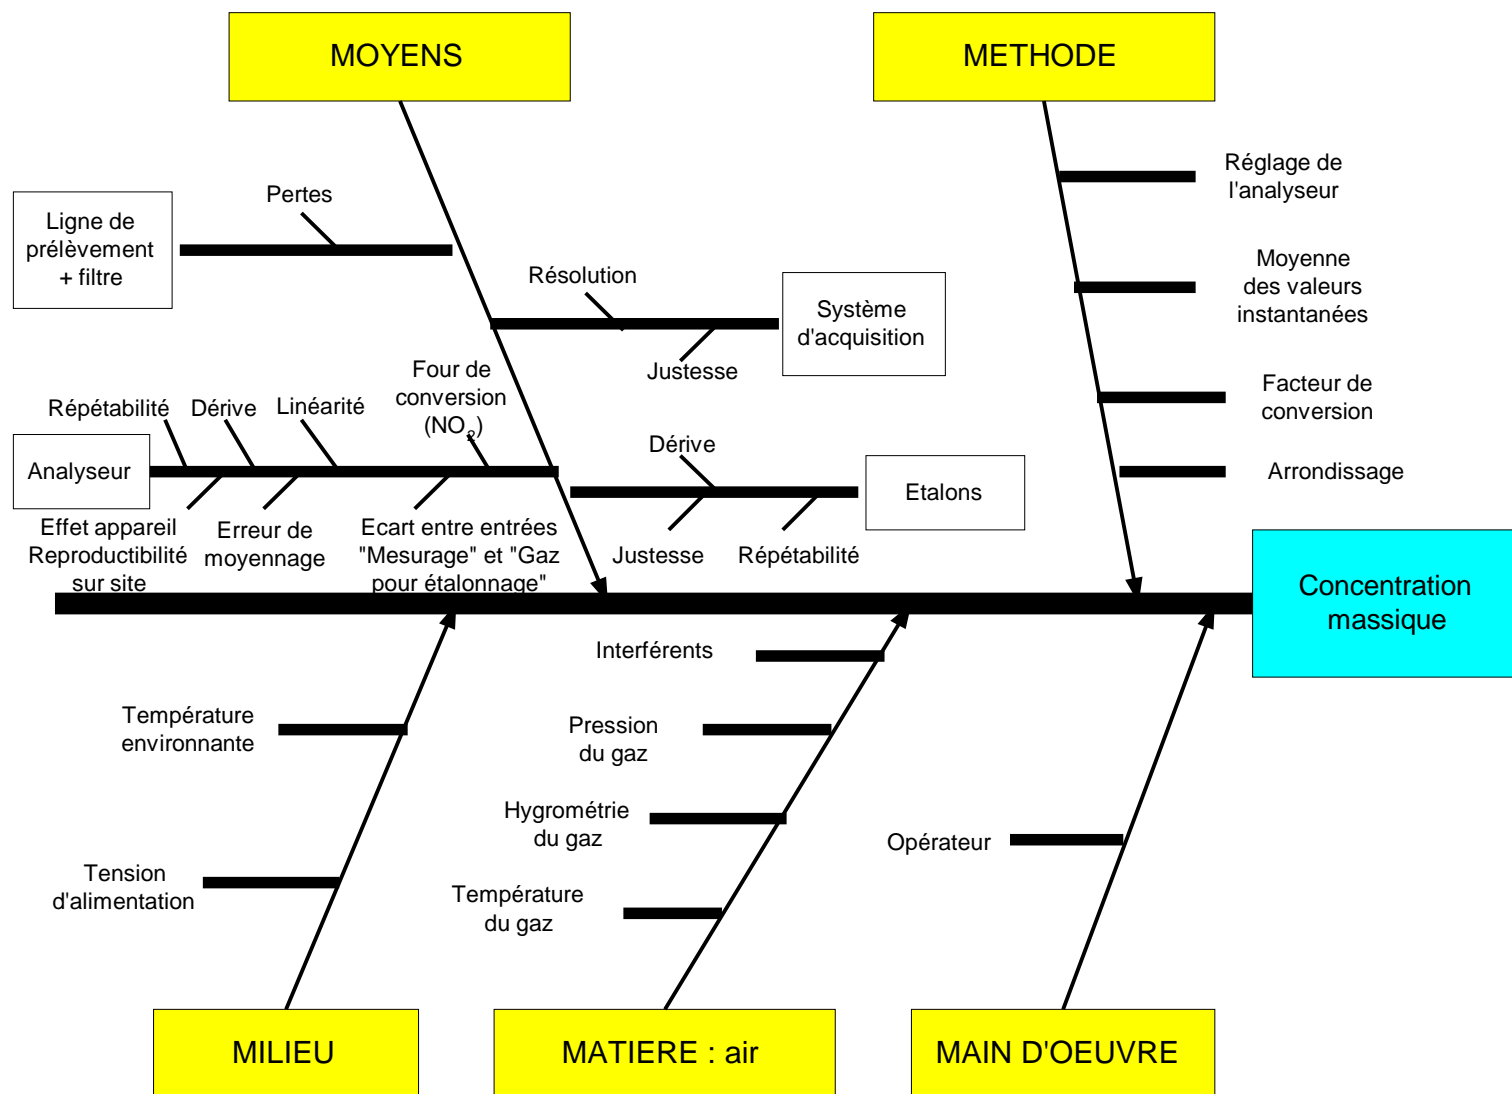 MOYENS
METHODE
Pertes
Ligne de
prélèvement
+ filtre
Réglage de
l'analyseur
Résolution
Système
d'acquisition
Justesse
Moyenne
des valeurs
instantanées
Four de
conversion
(NO₂)
Répétabilité
Dérive
Linéarité
Analyseur
Effet appareil
Reproductibilité
sur site
Erreur de
moyennage
Ecart entre entrées
"Mesurage" et "Gaz
pour étalonnage"
Dérive
Etalons
Justesse
Répétabilité
Facteur de
conversion
Arrondissage
Concentration
massique
Interférents
Température
environnante
Pression
du gaz
Hygrométrie
du gaz
Opérateur
Tension
d'alimentation
Température
du gaz
MILIEU
MATIERE : air
MAIN D'OEUVRE